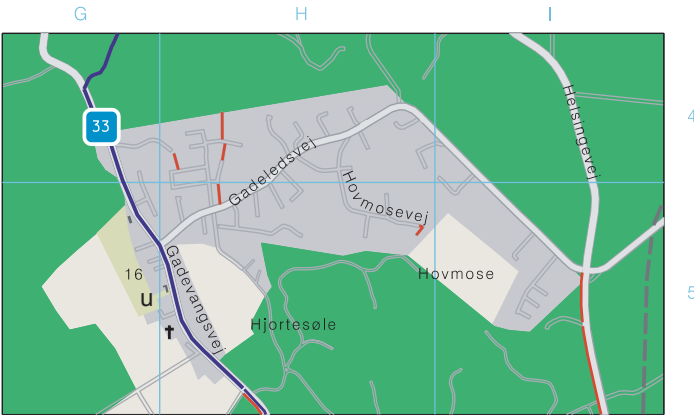 G H I
4
Helsingevej
33
Gadeledsvej
Hovmosevej
Gadevangsvej
16
Hovmose
5
u
Hjortesøle